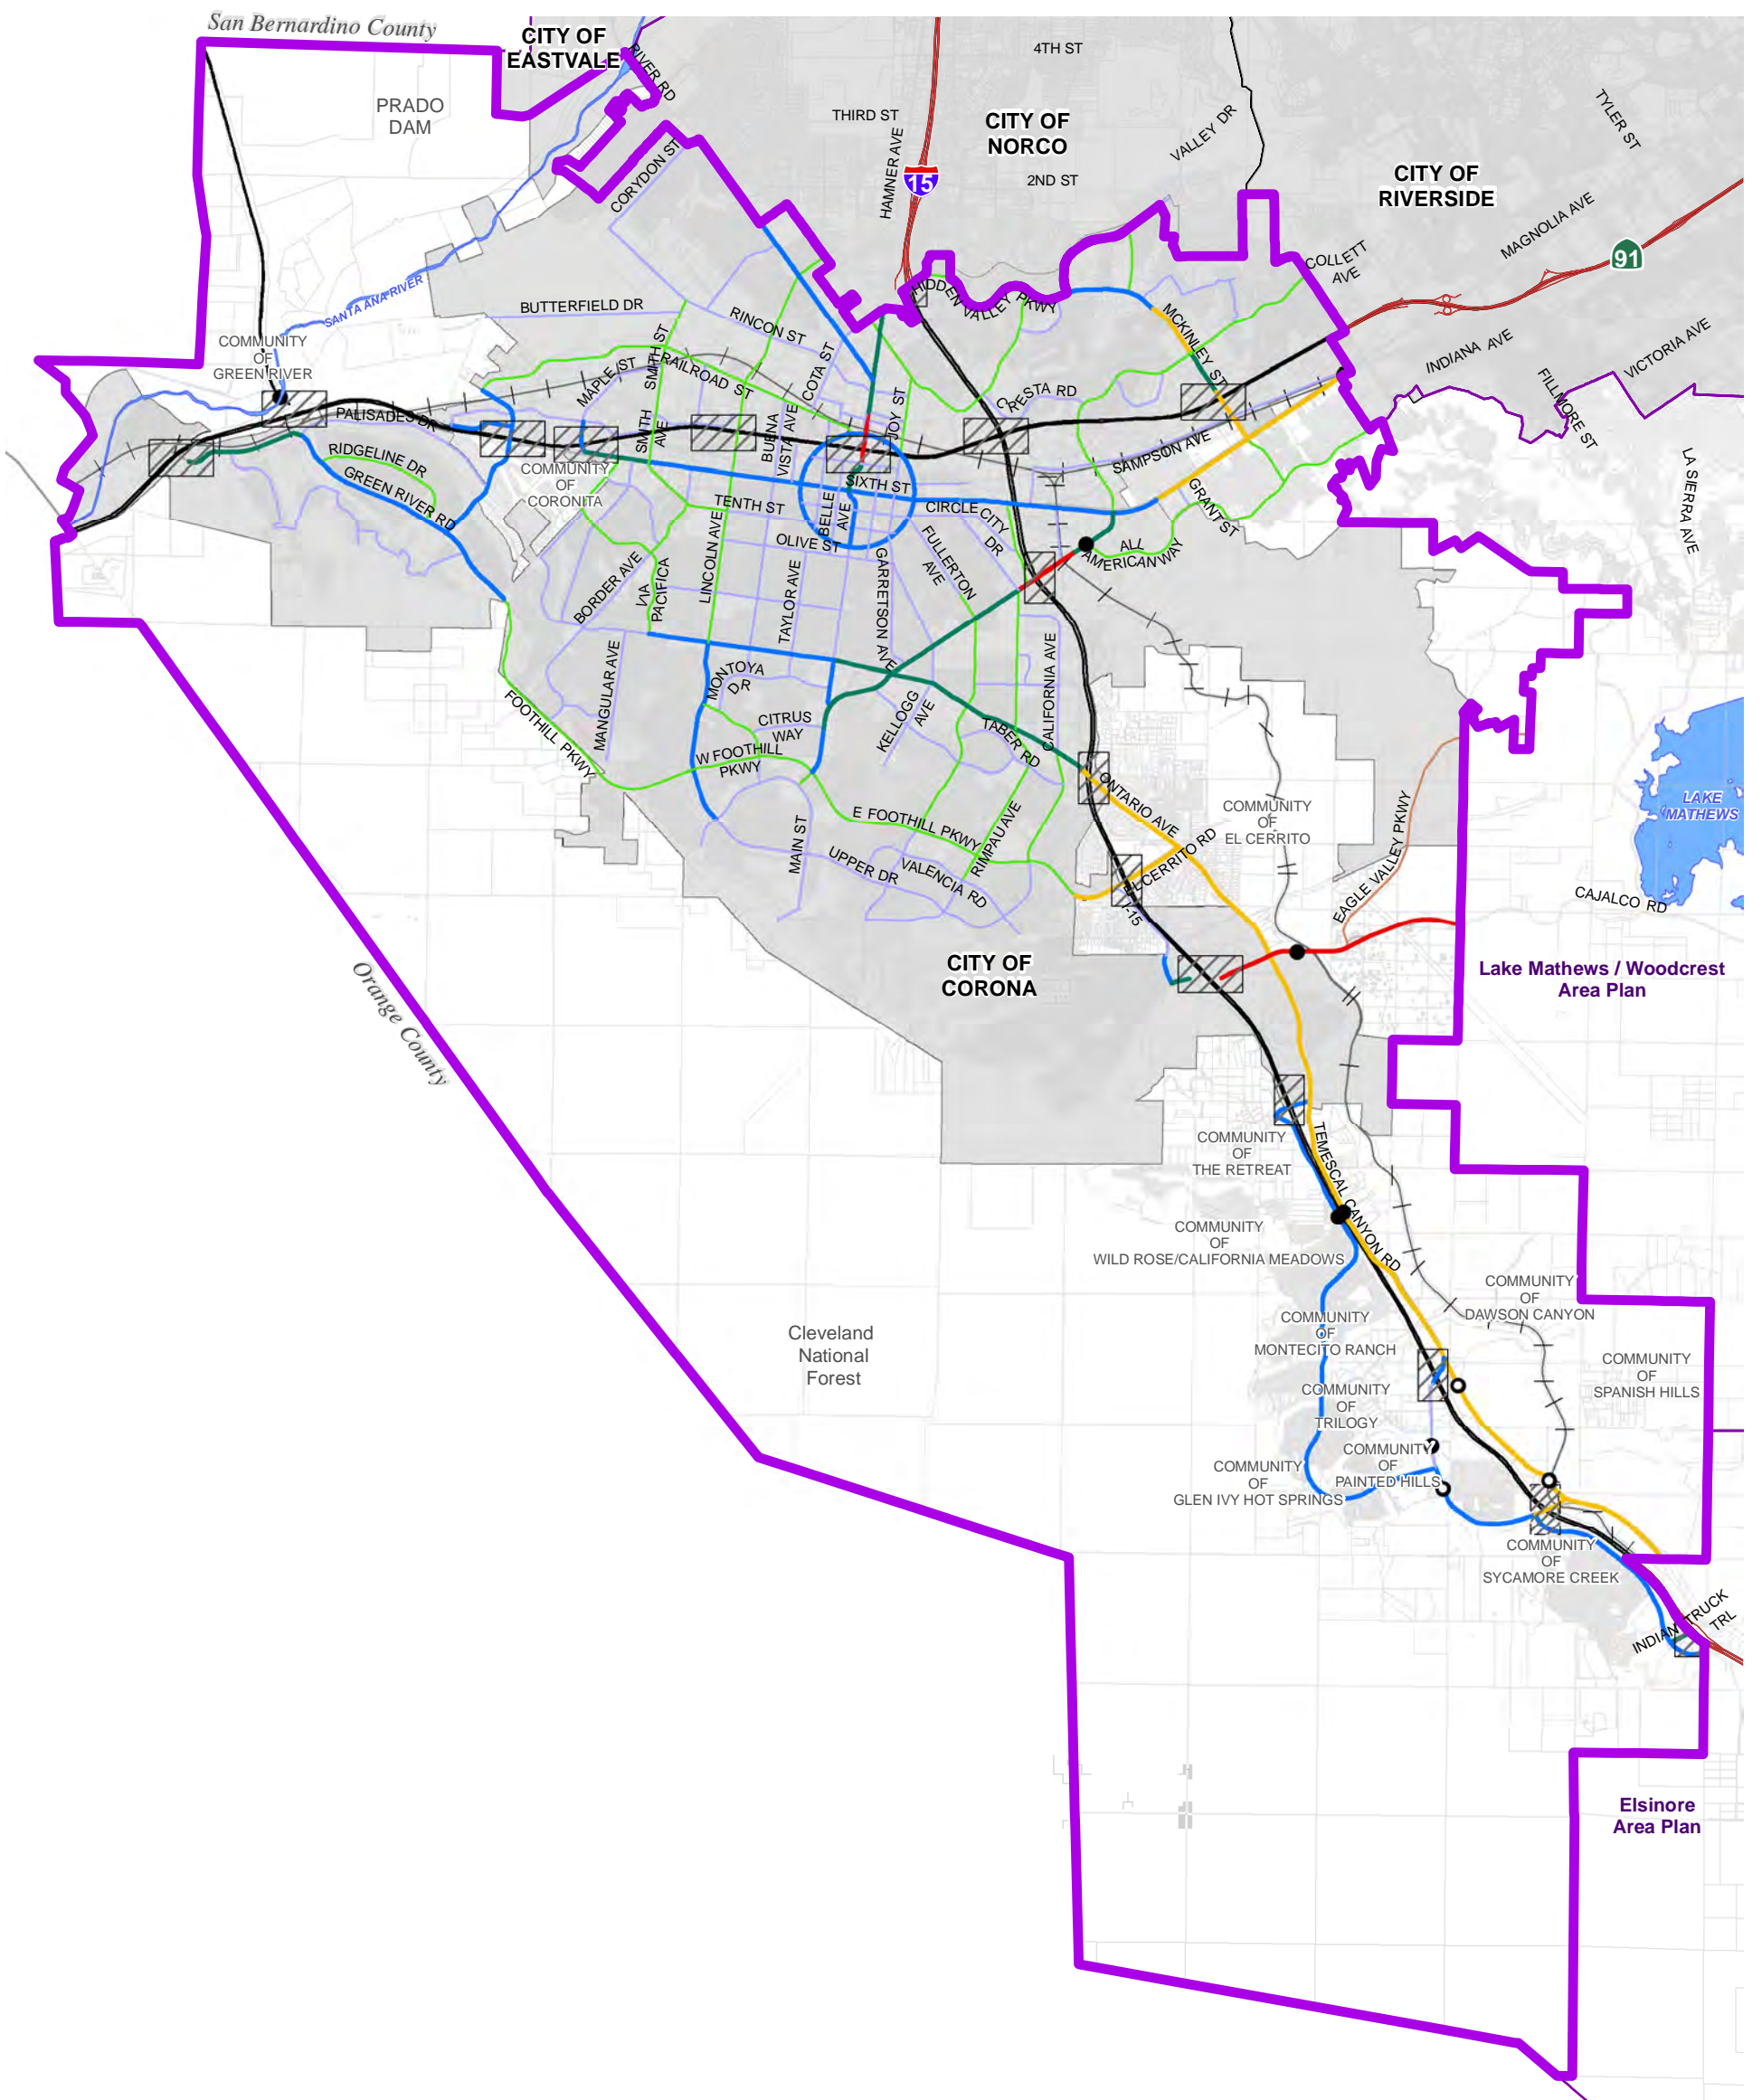 San Bernardino County
CITY OF
EASTVALE
RIVER RD
4TH ST
PRADO
DAM
THIRD ST
HAMNER AVE
CITY OF
NORCO
VALLEY DR
TYLER ST
15
2ND ST
CITY OF
RIVERSIDE
CORYDON ST
MAGNOLIA AVE
COLLETT
AVE
91
SANTA ANA RIVER
HIDDEN VALLEY PKWY
BUTTERFIELD DR
RINCON ST
MCKINLEY ST
COMMUNITY
OF
GREEN RIVER
SMITH ST
MAPLE ST
RAILROAD ST
COTA ST
INDIANA AVE
VICTORIA AVE
FILLMORE ST
CRESTA RD
JOY ST
PALISADES DR
SMITH
AVE
BUENA
VISTA AVE
SAMPSON AVE
RIDGELINE DR
GREEN RIVER RD
COMMUNITY
OF
CORONITA
SIXTH ST
LA SIERRA AVE
TENTH ST
BELLE
AVE
CIRCLE CITY
DR
GRANT ST
OLIVE ST
FULLERTON
AVE
ALL
AMERICAN WAY
BORDER AVE
VIA
PACIFICA
LINCOLN AVE
TAYLOR AVE
GARRETSON AVE
CALIFORNIA AVE
MANGULAR AVE
MONTOYA
DR
KELLOGG
AVE
FOOTHILL PKWY
CITRUS
WAY
TABER RD
W FOOTHILL
PKWY
ONTARIO AVE
COMMUNITY
OF
EL CERRITO
LAKE
MATHEWS
EAGLE VALLEY PKWY
MAIN ST
E FOOTHILL PKWY
RIMPAU AVE
EL CERRITO RD
UPPER DR
VALENCIA RD
I-15
CAJALCO RD
CITY OF
CORONA
Lake Mathews / Woodcrest
Area Plan
Orange County
COMMUNITY
OF
THE RETREAT
TEMESCAL CANYON RD
COMMUNITY
OF
WILD ROSE/CALIFORNIA MEADOWS
COMMUNITY
OF
DAWSON CANYON
COMMUNITY
OF
MONTECITO RANCH
Cleveland
National
Forest
COMMUNITY
OF
SPANISH HILLS
COMMUNITY
OF
TRILOGY
COMMUNITY
OF
PAINTED HILLS
COMMUNITY
OF
GLEN IVY HOT SPRINGS
COMMUNITY
OF
SYCAMORE CREEK
INDIAN TRUCK
TRL
Elsinore
Area Plan